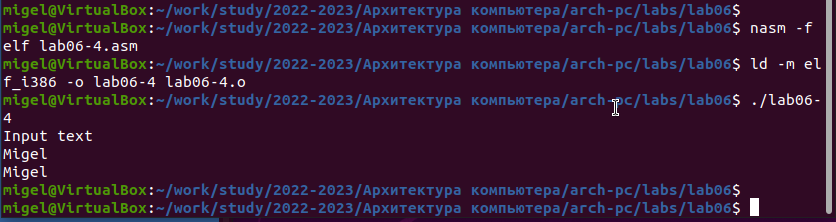 migel@VirtualBox:~/work/study/2022-2023/Архитектура компьютера/arch-pc/labs/lab06$
migel@VirtualBox:~/work/study/2022-2023/Архитектура компьютера/arch-pc/labs/lab06$ nasm -f
elf lab06-4.asm
migel@VirtualBox:~/work/study/2022-2023/Архитектура компьютера/arch-pc/labs/lab06$ ld -m el
f_i386 -o lab06-4 lab06-4.o
migel@VirtualBox:~/work/study/2022-2023/Архитектура компьютера/arch-pc/labs/lab06$ ./lab06-
4
Input text
Migel
Migel
migel@VirtualBox:~/work/study/2022-2023/Архитектура компьютера/arch-pc/labs/lab06$
migel@VirtualBox:~/work/study/2022-2023/Архитектура компьютера/arch-pc/labs/lab06$